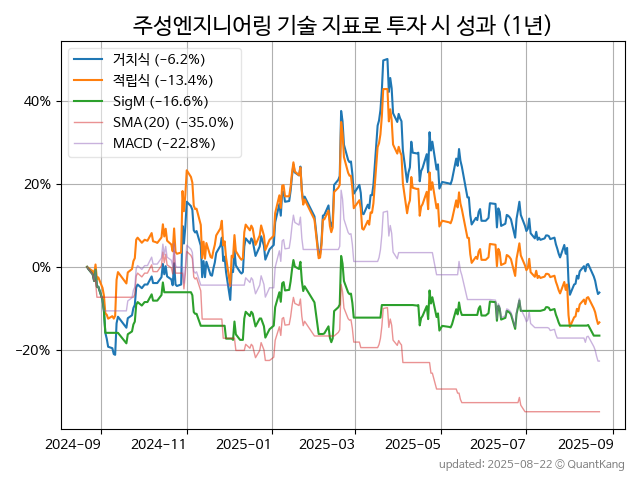 주성엔지니어링 기술 지표로 투자 시 성과 (1년)
거치식 (−6.2%)
적립식 (−13.4%)
SigM (−16.6%)
SMA(20) (−35.0%)
MACD (−22.8%)
40%
20%
0%
−20%
2024-09 2024-11 2025-01 2025-03 2025-05 2025-07 2025-09
updated: 2025-08-22 © QuantKang